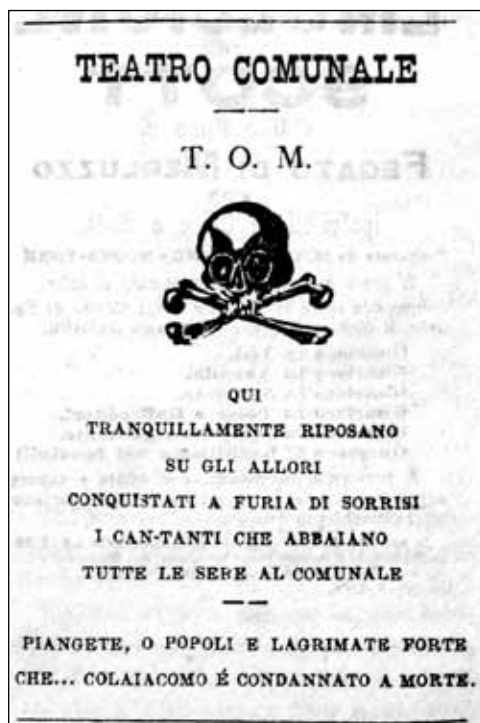 TEATRO COMUNALE
T. O. M.
QUI
TRANQUILLAMENTE RIPOSANO
SU GLI ALLORI
CONQUISTATI A FURIA DI SORRISI
I CAN-TANTI CHE ABBAIANO
TUTTE LE SERE AL COMUNALE
PIANGETE, O POPOLI E LAGRIMATE FORTE
CHE... COLAIACOMO É CONDANNATO A MORTE.